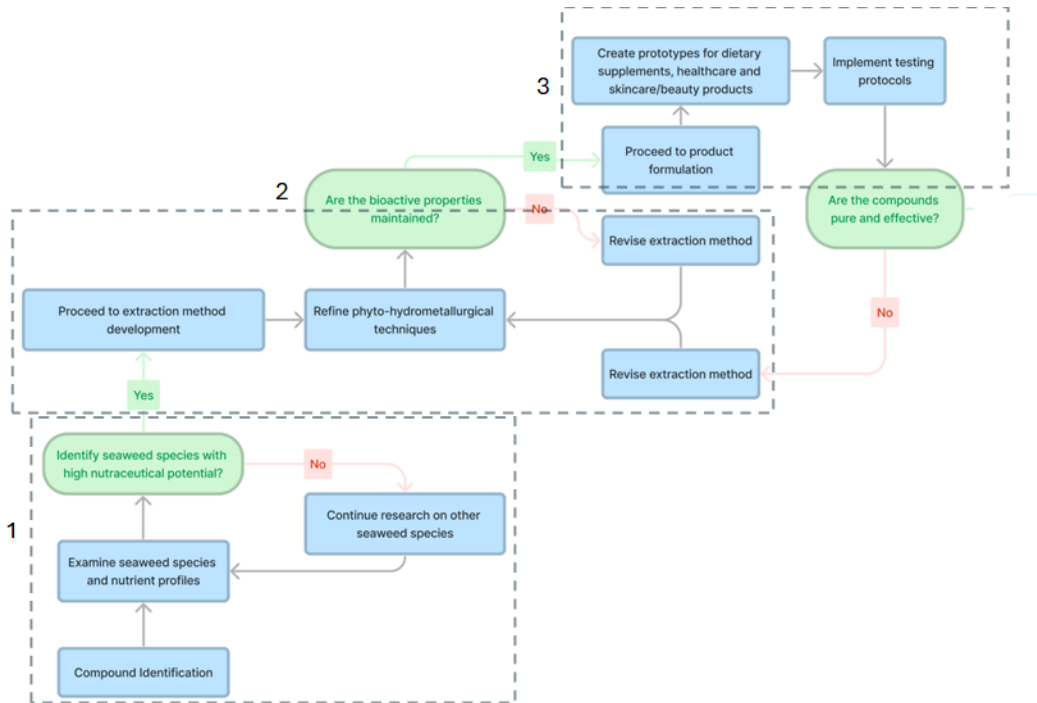 3
Create prototypes for dietary
supplements, healthcare and
skincare/beauty products
Implement testing
protocols
Yes
Proceed to product
formulation
2
Are the bioactive properties
maintained?
No
Are the compounds
pure and effective?
Revise extraction method
Proceed to extraction method
development
Refine phyto-hydrometallurgical
techniques
No
Revise extraction method
Yes
Identify seaweed species with
high nutraceutical potential?
No
1
Continue research on other
seaweed species
Examine seaweed species
and nutrient profiles
Compound Identification